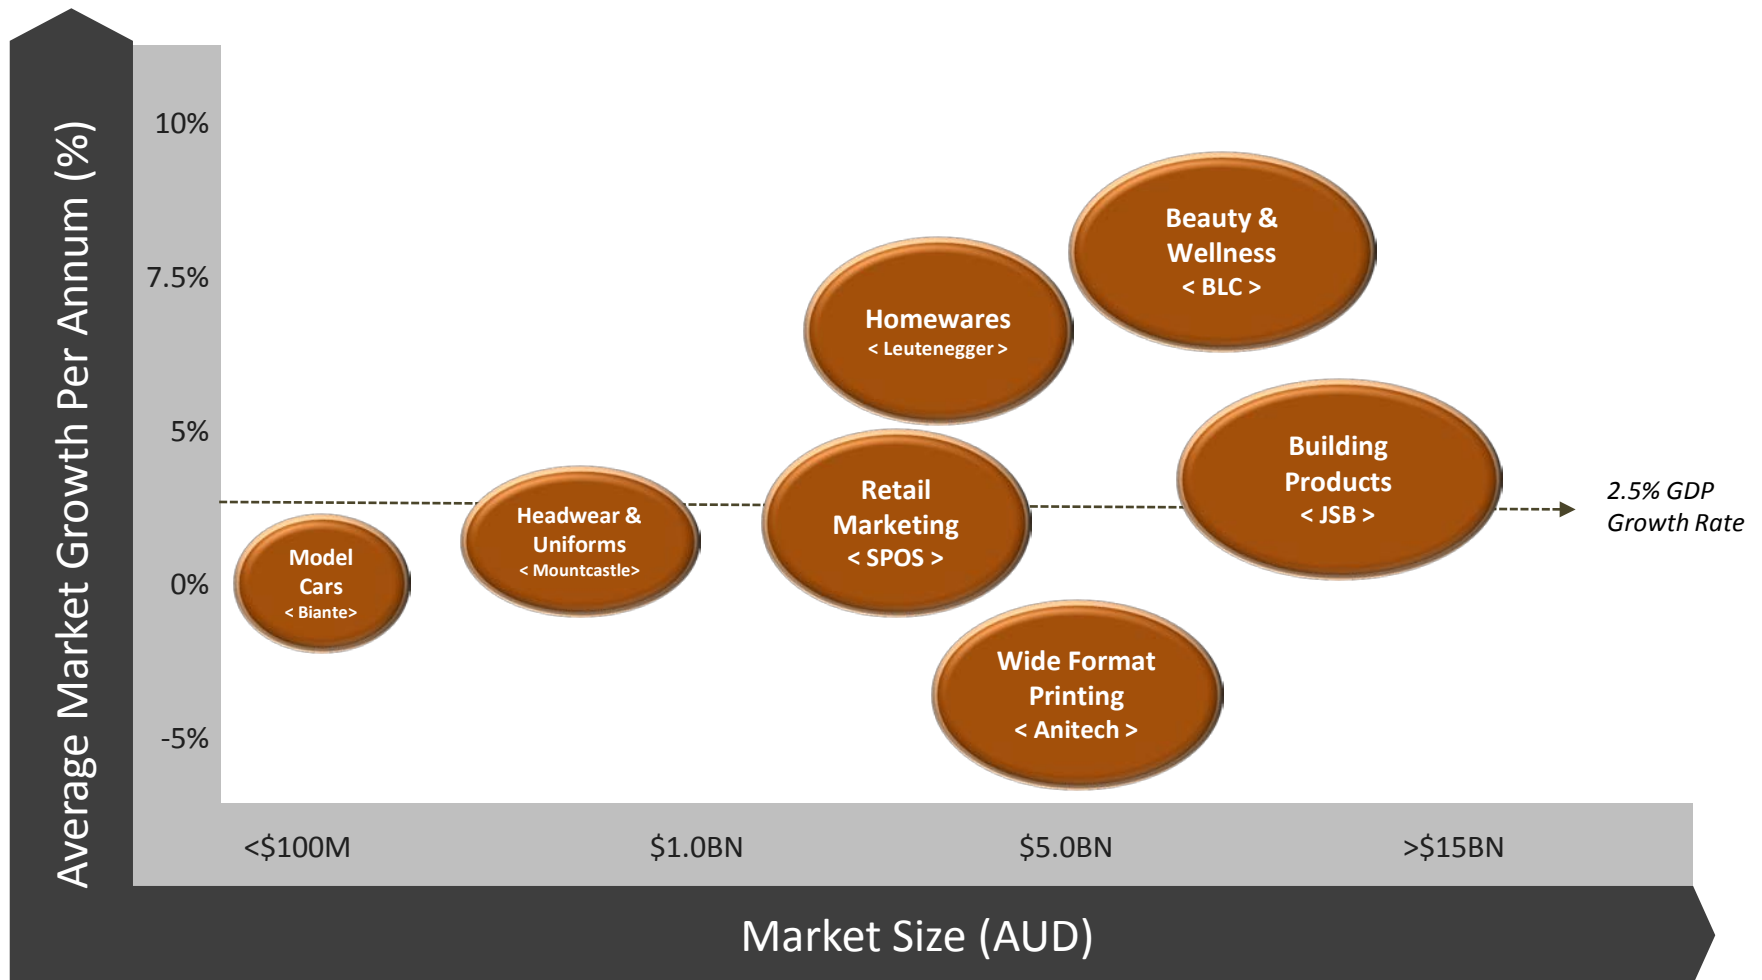 Average Market Growth Per Annum (%)
10%
7.5%
5%
0%
-5%
Beauty &
Wellness
< BLC >
Homewares
< Leutenegger >
Building
Products
< JSB >
Retail
Marketing
< SPOS >
Headwear &
Uniforms
< Mountcastle>
Model
Cars
< Biante>
Wide Format
Printing
< Anitech >
2.5% GDP
Growth Rate
<$100M
$1.0BN
$5.0BN
>$15BN
Market Size (AUD)